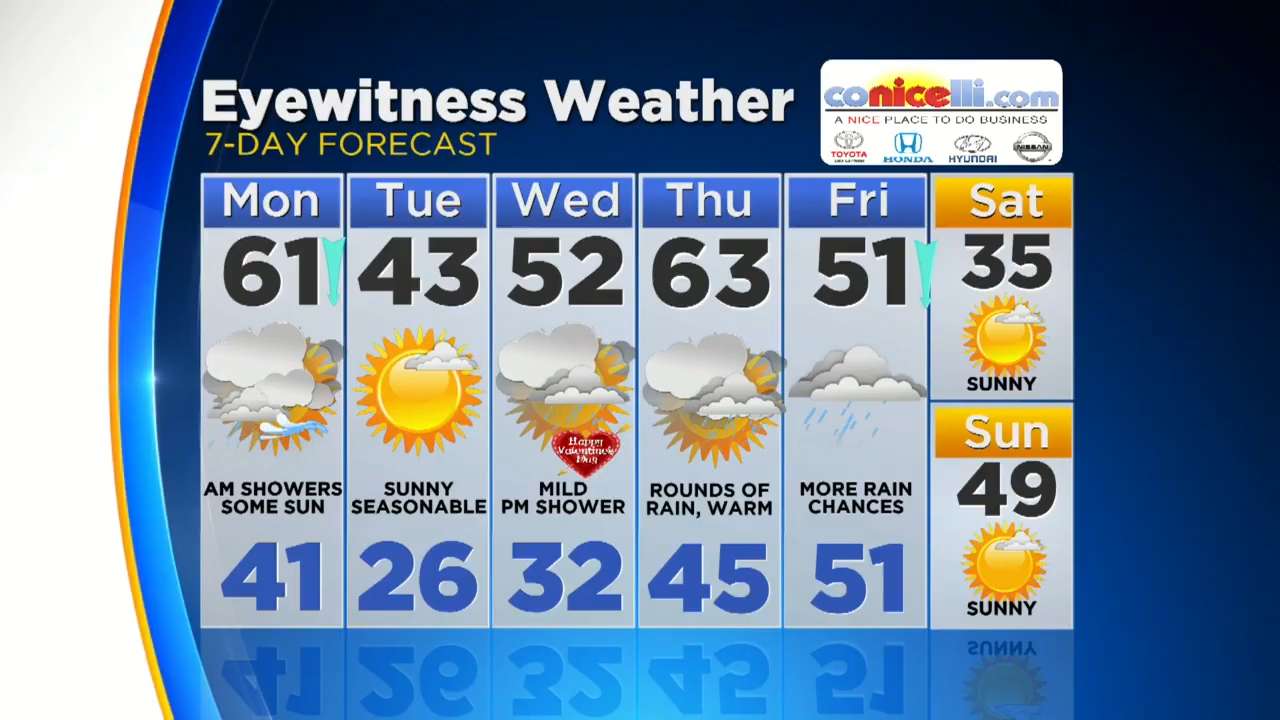 Eyewitness Weather
7-DAY FORECAST
conicelli.com
A NICE PLACE TO DO BUSINESS
TOYOTA
HONDA
HYUNDAI
NISSAN
Mon
61
AM SHOWERS
SOME SUN
41
Tue
43
SUNNY
SEASONABLE
26
Wed
52
Happy
Valentine's
Day
MILD
PM SHOWER
32
Thu
63
ROUNDS OF
RAIN, WARM
45
Fri
51
MORE RAIN
CHANCES
51
Sat
35
SUNNY
Sun
49
SUNNY